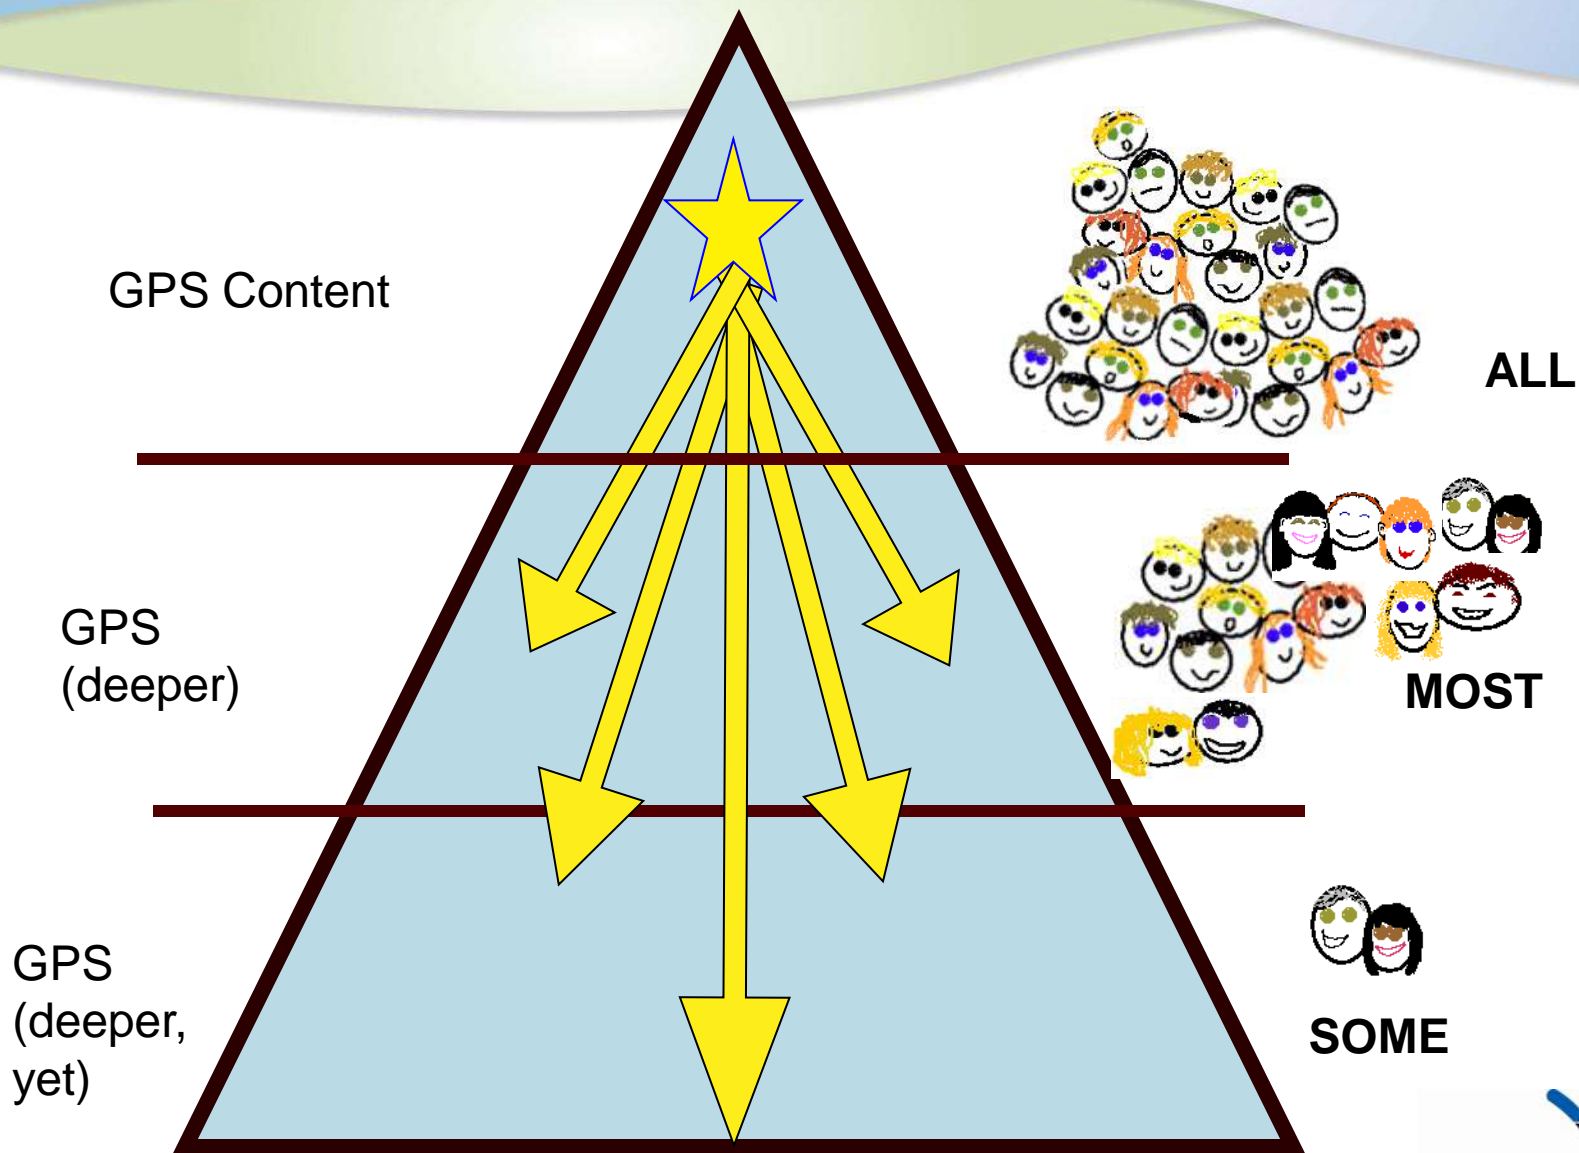 GPS Content
ALL
GPS
(deeper)
MOST
GPS
(deeper,
yet)
SOME